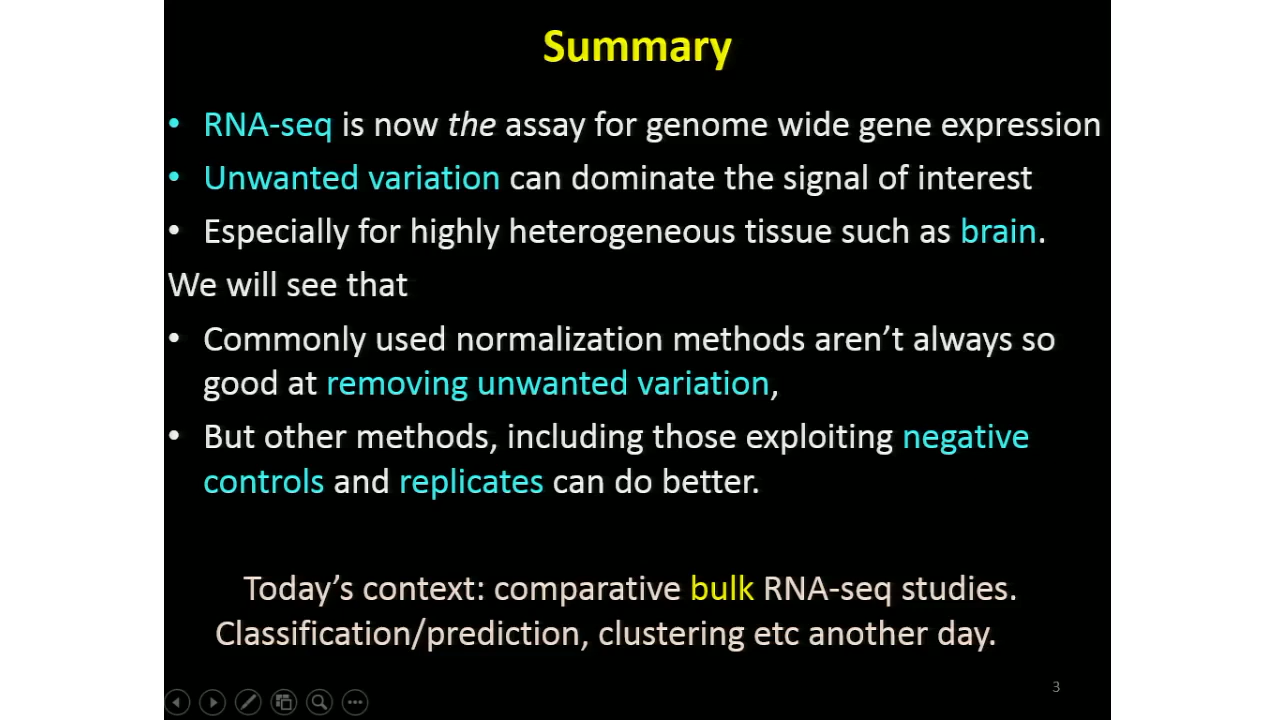 Summary
• RNA-seq is now the assay for genome wide gene expression
• Unwanted variation can dominate the signal of interest
• Especially for highly heterogeneous tissue such as brain.
We will see that
• Commonly used normalization methods aren’t always so
good at removing unwanted variation,
• But other methods, including those exploiting negative
controls and replicates can do better.
Today’s context: comparative bulk RNA-seq studies.
Classification/prediction, clustering etc another day.
3